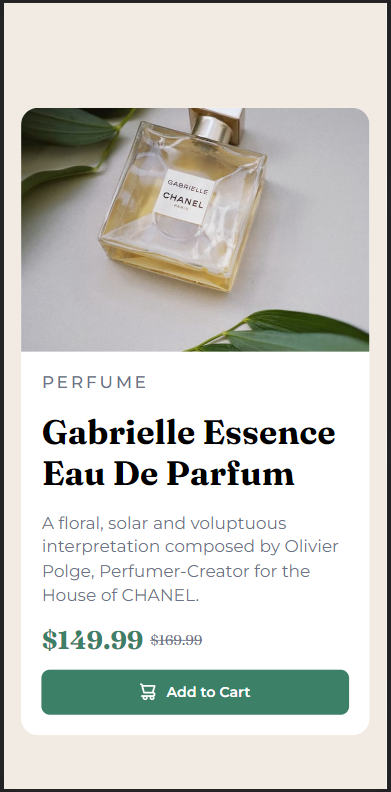 GABRIELLE
CHANEL
PARIS
PERFUME
Gabrielle Essence
Eau De Parfum
A floral, solar and voluptuous
interpretation composed by Olivier
Polge, Perfumer-Creator for the
House of CHANEL.
$149.99 $169.99
Add to Cart